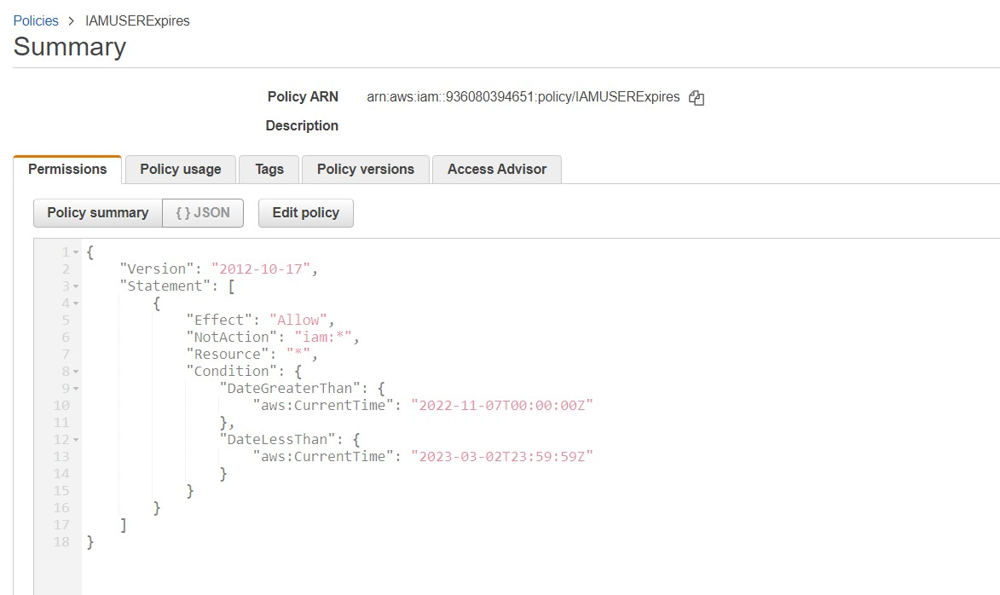 Policies > IAMUSERExpires
Summary
Policy ARN arn:aws:iam::936080394651:policy/IAMUSERExpires
Description
Permissions Policy usage Tags Policy versions Access Advisor
Policy summary { } JSON Edit policy
1 {
2 "Version": "2012-10-17",
3 "Statement": [
4 {
5 "Effect": "Allow",
6 "NotAction": "iam:*",
7 "Resource": "*",
8 "Condition": {
9 "DateGreaterThan": {
10 "aws:CurrentTime": "2022-11-07T00:00:00Z"
11 },
12 "DateLessThan": {
13 "aws:CurrentTime": "2023-03-02T23:59:59Z"
14 }
15 }
16 }
17 ]
18 }